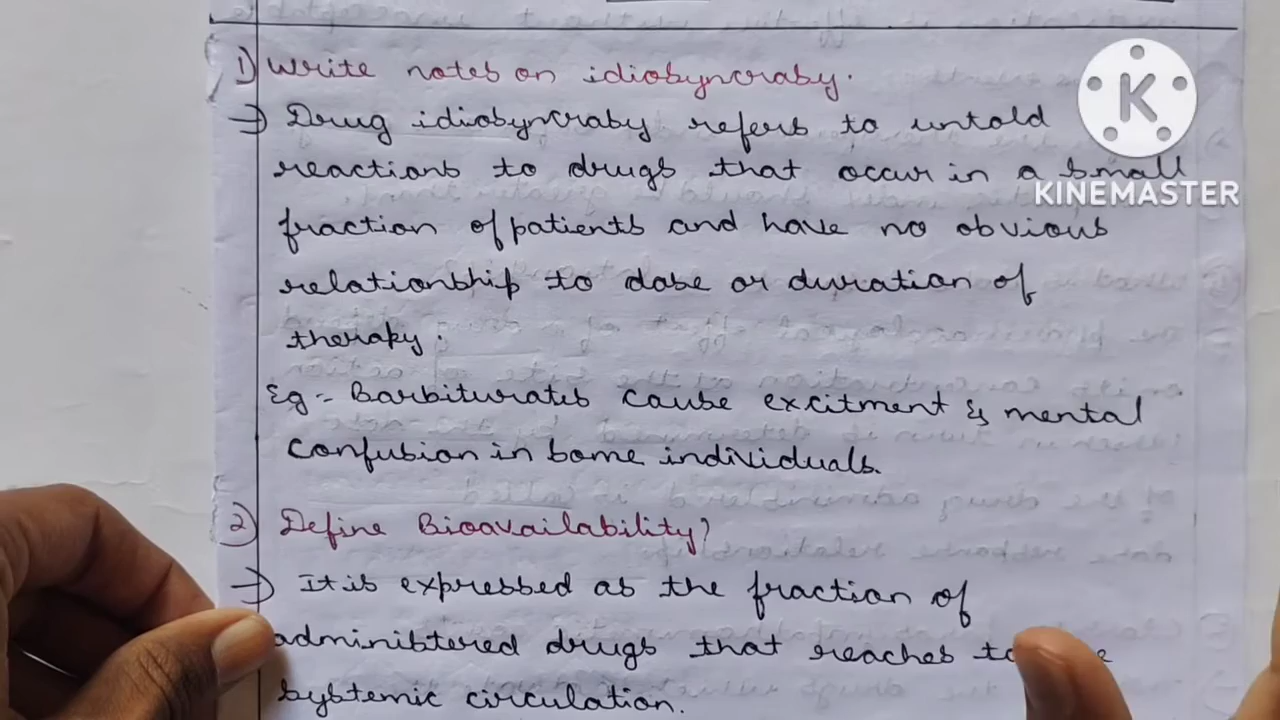 1) Write notes on idiosyncrasy.
→ Drug idiosyncrasy refers to untold
reactions to drugs that occur in a small
fraction of patients and have no obvious
relationship to dose or duration of
therapy.
Eg :- Barbiturates cause excitment & mental
confusion in some individuals.
2) Define Bioavailability?
→ It is expressed as the fraction of
administered drugs that reaches to
systemic circulation.
K
KINEMASTER